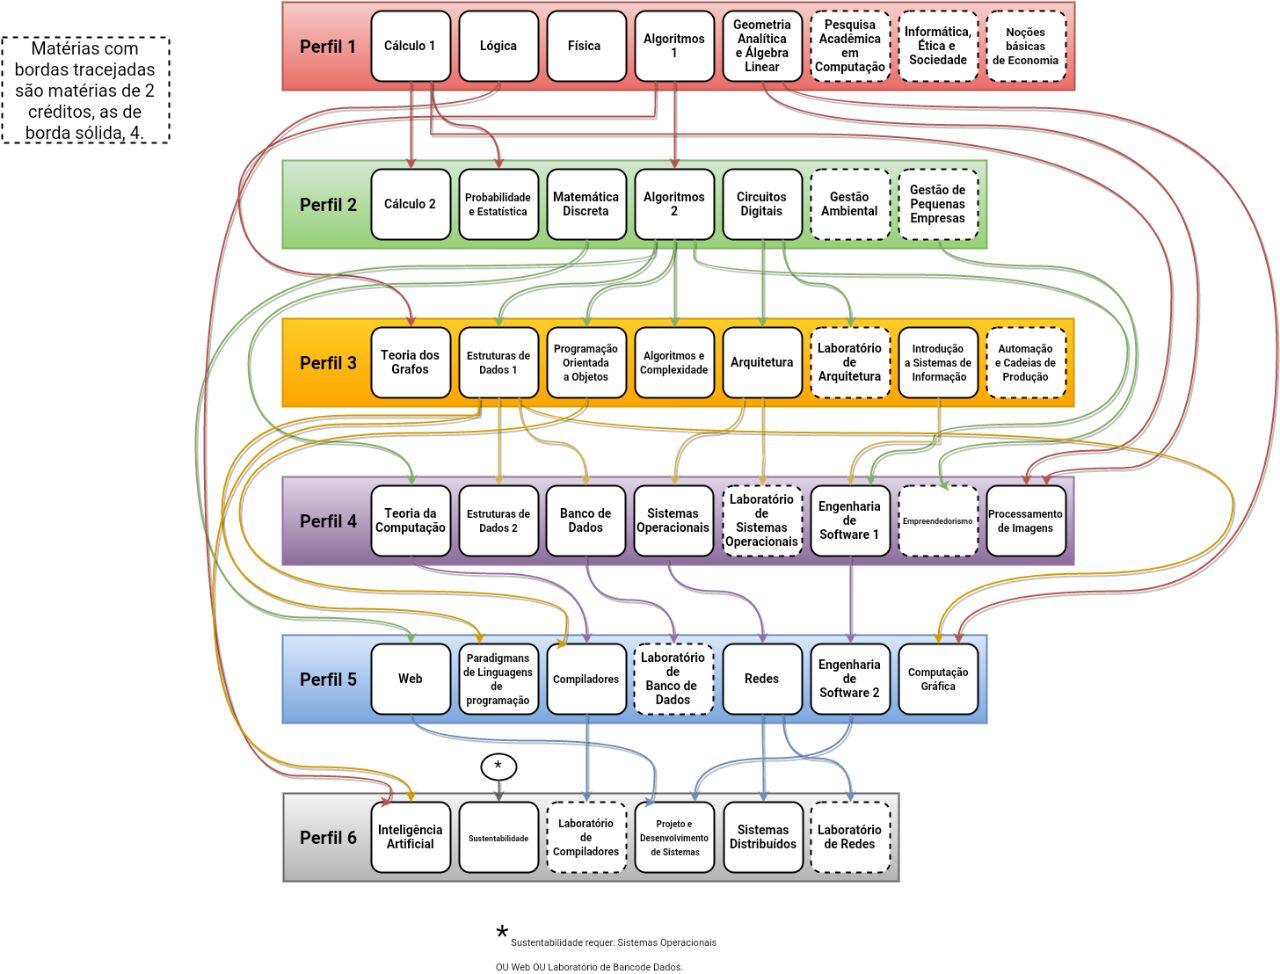 Matérias com
bordas tracejadas
são matérias de 2
créditos, as de
borda sólida, 4.
Perfil 1
Cálculo 1
Lógica
Física
Algoritmos
1
Geometria
Analítica
e Álgebra
Linear
Pesquisa
Acadêmica
em
Computação
Informática,
Ética e
Sociedade
Noções
básicas
de Economia
Perfil 2
Cálculo 2
Probabilidade
e Estatística
Matemática
Discreta
Algoritmos
2
Circuitos
Digitais
Gestão
Ambiental
Gestão de
Pequenas
Empresas
Perfil 3
Teoria dos
Grafos
Estruturas de
Dados 1
Programação
Orientada
a Objetos
Algoritmos e
Complexidade
Arquitetura
Laboratório
de
Arquitetura
Introdução
a Sistemas de
Informação
Automação
e Cadeias de
Produção
Perfil 4
Teoria da
Computação
Estruturas de
Dados 2
Banco de
Dados
Sistemas
Operacionais
Laboratório
de
Sistemas
Operacionais
Engenharia
de
Software 1
Empreendedorismo
Processamento
de Imagens
Perfil 5
Web
Paradigmans
de Linguagens
de
programação
Compiladores
Laboratório
de
Banco de
Dados
Redes
Engenharia
de
Software 2
Computação
Gráfica
*
Perfil 6
Inteligência
Artificial
Sustentabilidade
Laboratório
de
Compiladores
Projeto e
Desenvolvimento
de Sistemas
Sistemas
Distribuídos
Laboratório
de Redes
* Sustentabilidade requer: Sistemas Operacionais
OU Web OU Laboratório de Bancode Dados.